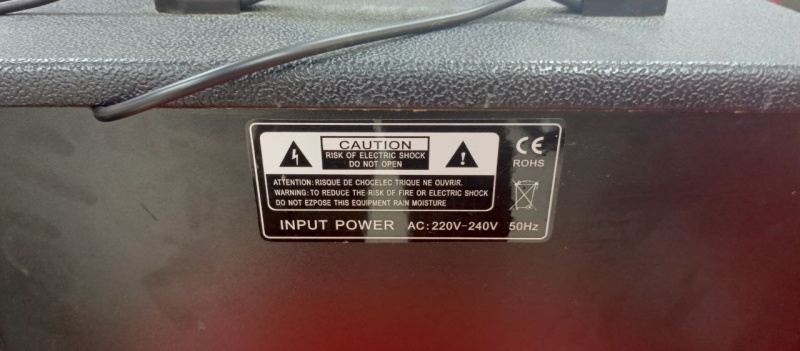 CAUTION
RISK OF ELECTRIC SHOCK
DO NOT OPEN
ATTENTION: RISQUE DE CHOCELEC TRIQUE NE OUVRIR.
WARNING: TO REDUCE THE RISK OF FIRE OR ELECTRIC SHOCK
DO NOT EZPOSE THIS EQUIPMENT RAIN MOISTURE
CE
ROHS
INPUT POWER AC: 220V-240V 50Hz